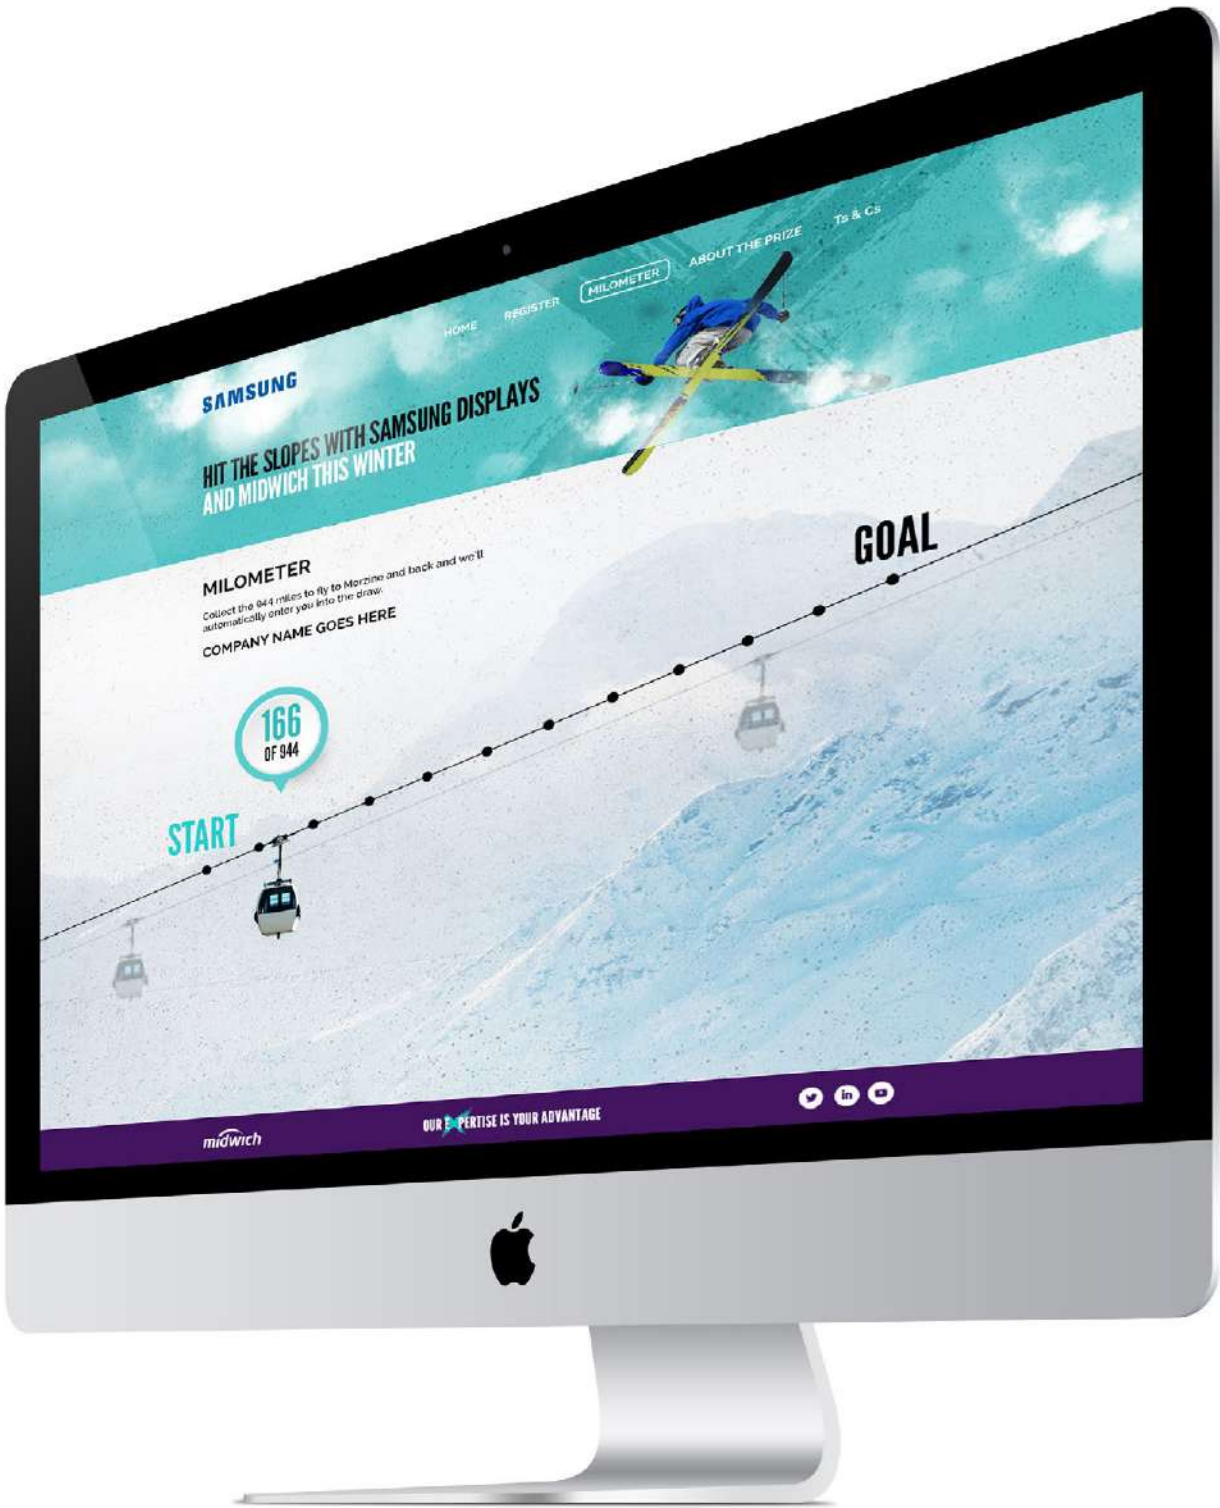 HOME
REGISTER
MILOMETER
ABOUT THE PRIZE
Ts & Cs
SAMSUNG
HIT THE SLOPES WITH SAMSUNG DISPLAYS
AND MIDWICH THIS WINTER
MILOMETER
Collect the 944 miles to fly to Morzine and back and we'll
automatically enter you into the draw.
COMPANY NAME GOES HERE
GOAL
166
OF 944
START
midwich
OUR EXPERTISE IS YOUR ADVANTAGE
in